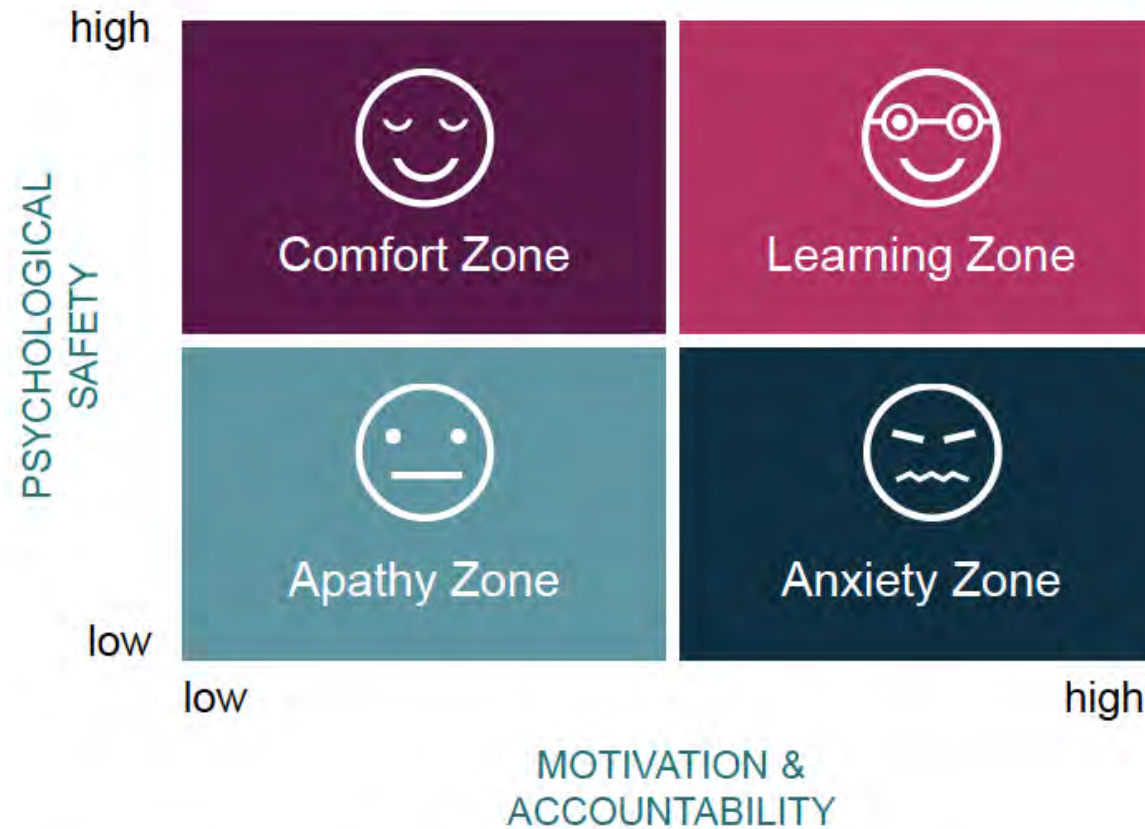 high
Comfort Zone
Learning Zone
PSYCHOLOGICAL
SAFETY
Apathy Zone
Anxiety Zone
low
low
high
MOTIVATION &
ACCOUNTABILITY